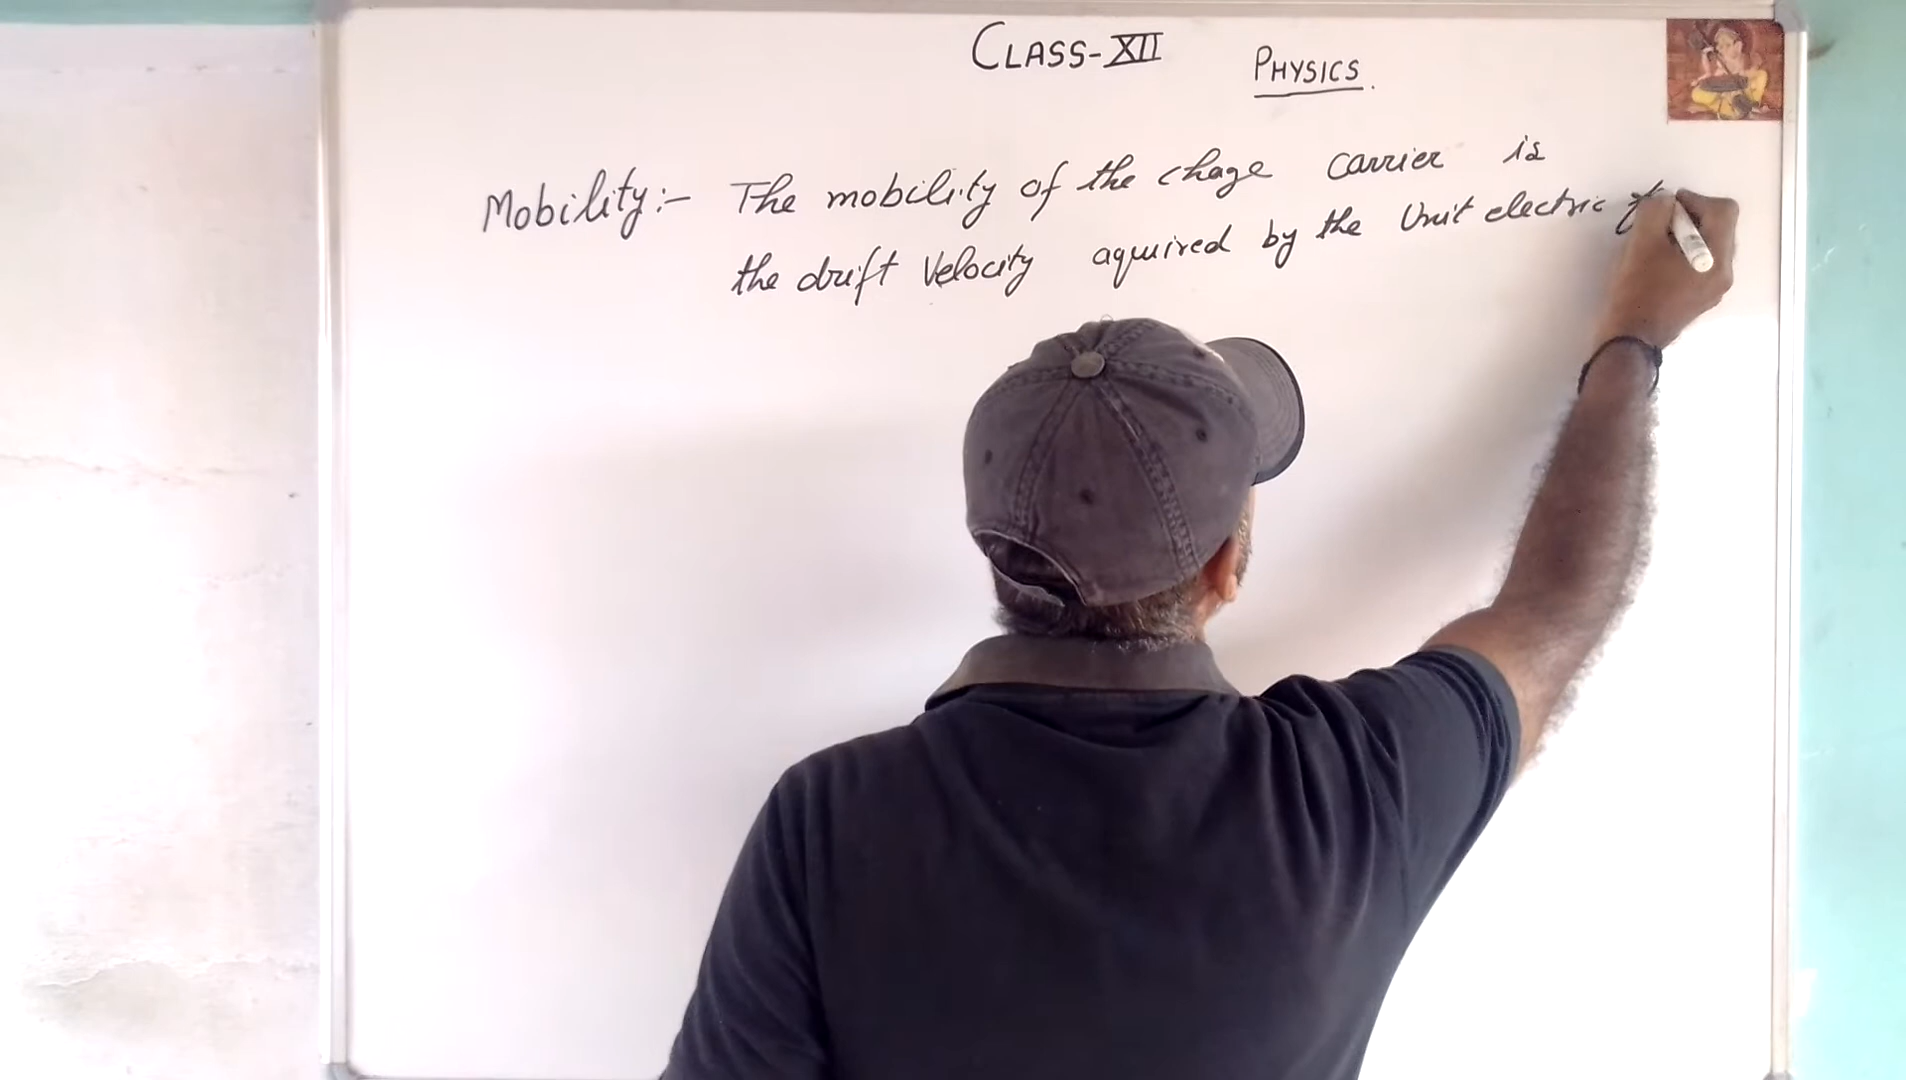 CLASS-XII
PHYSICS.
Mobility:- The mobility of the chage carrier is
the drift Velocity aquired by the Unit electric